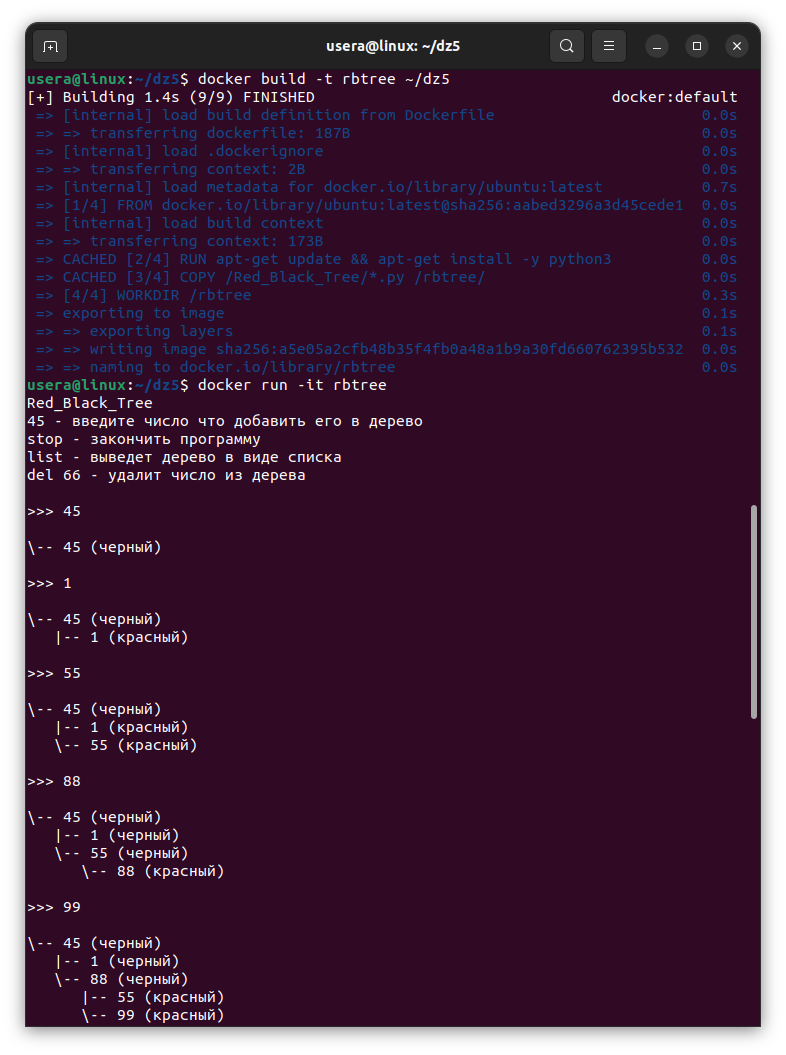 usera@linux: ~/dz5
usera@linux:~/dz5$ docker build -t rbtree ~/dz5
[+] Building 1.4s (9/9) FINISHED docker:default
=> [internal] load build definition from Dockerfile 0.0s
=> => transferring dockerfile: 187B 0.0s
=> [internal] load .dockerignore 0.0s
=> => transferring context: 2B 0.0s
=> [internal] load metadata for docker.io/library/ubuntu:latest 0.7s
=> [1/4] FROM docker.io/library/ubuntu:latest@sha256:aabed3296a3d45cede1 0.0s
=> [internal] load build context 0.0s
=> => transferring context: 173B 0.0s
=> CACHED [2/4] RUN apt-get update && apt-get install -y python3 0.0s
=> CACHED [3/4] COPY /Red_Black_Tree/*.py /rbtree/ 0.0s
=> [4/4] WORKDIR /rbtree 0.3s
=> exporting to image 0.1s
=> => exporting layers 0.1s
=> => writing image sha256:a5e05a2cfb48b35f4fb0a48a1b9a30fd660762395b532 0.0s
=> => naming to docker.io/library/rbtree 0.0s
usera@linux:~/dz5$ docker run -it rbtree
Red_Black_Tree
45 - введите число что добавить его в дерево
stop - закончить программу
list - выведет дерево в виде списка
del 66 - удалит число из дерева
>>> 45
\-- 45 (черный)
>>> 1
\-- 45 (черный)
|-- 1 (красный)
>>> 55
\-- 45 (черный)
|-- 1 (красный)
\-- 55 (красный)
>>> 88
\-- 45 (черный)
|-- 1 (черный)
\-- 55 (черный)
\-- 88 (красный)
>>> 99
\-- 45 (черный)
|-- 1 (черный)
\-- 88 (черный)
|-- 55 (красный)
\-- 99 (красный)